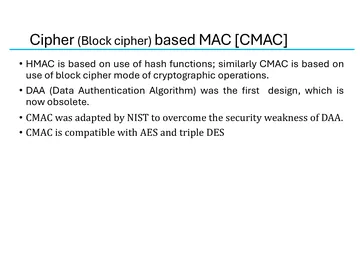 Cipher (Block cipher) based MAC [CMAC]
• HMAC is based on use of hash functions; similarly CMAC is based on
use of block cipher mode of cryptographic operations.
• DAA (Data Authentication Algorithm) was the first design, which is
now obsolete.
• CMAC was adapted by NIST to overcome the security weakness of DAA.
• CMAC is compatible with AES and triple DES